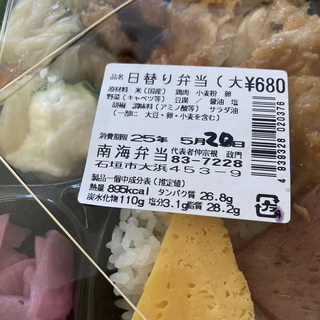 品名 日替り弁当(大 ¥680
原材料 米(国産) 鶏肉 小麦粉 卵
野菜(キャベツ等) 豆腐 / 醤油 塩
胡椒 調味料(アミノ酸等) サラダ油
(一部に 大豆・卵・小麦を含む)
消費期限 25年 5月20日
南海弁当 代表者仲宗根 政門
83-7228
石垣市大浜453-9
製品一個中成分表(推定値)
熱量 895kcal タンパク質 26.8g
炭水化物110g 塩分3.1g 脂質 28.2g
4 939328 020376
プラ